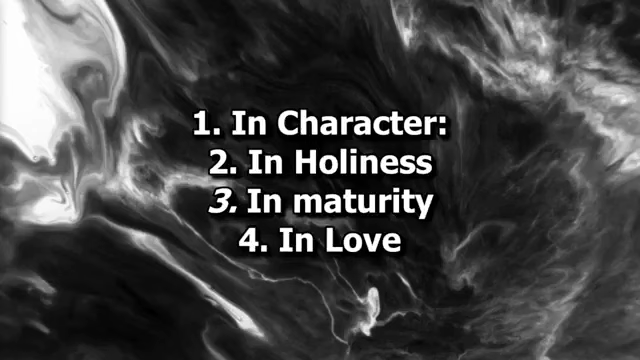 1. In Character:
2. In Holiness
3. In maturity
4. In Love